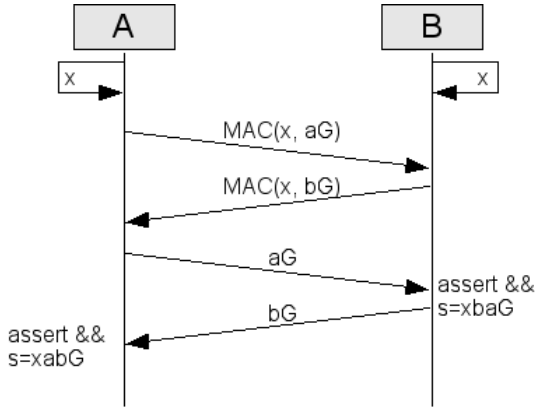 A
B
x
x
MAC(x, aG)
MAC(x, bG)
aG
assert &&
s=xbaG
bG
assert &&
s=xabG